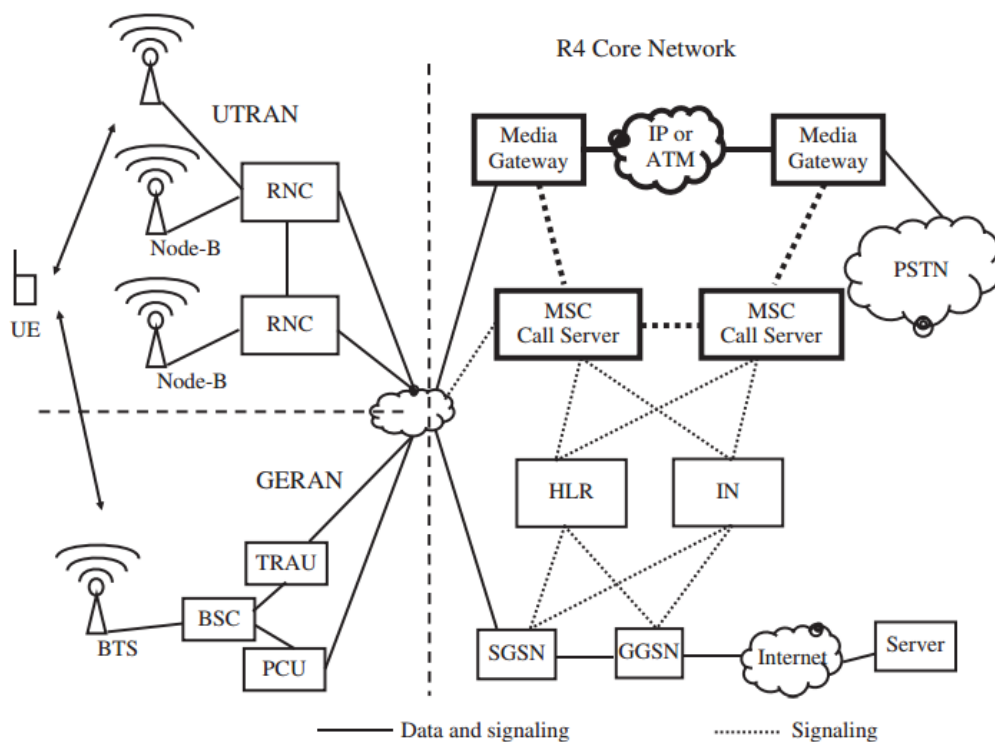 R4 Core Network
UTRAN
Media
Gateway
IP or
ATM
Media
Gateway
RNC
Node-B
PSTN
UE
RNC
MSC
Call Server
MSC
Call Server
Node-B
GERAN
HLR
IN
TRAU
BSC
BTS
PCU
SGSN
GGSN
Internet
Server
Data and signaling
Signaling